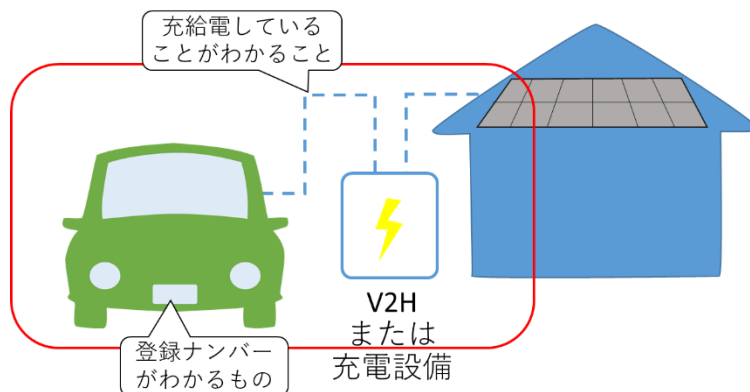 充給電している
ことがわかること
V2H
または
充電設備
登録ナンバー
がわかるもの